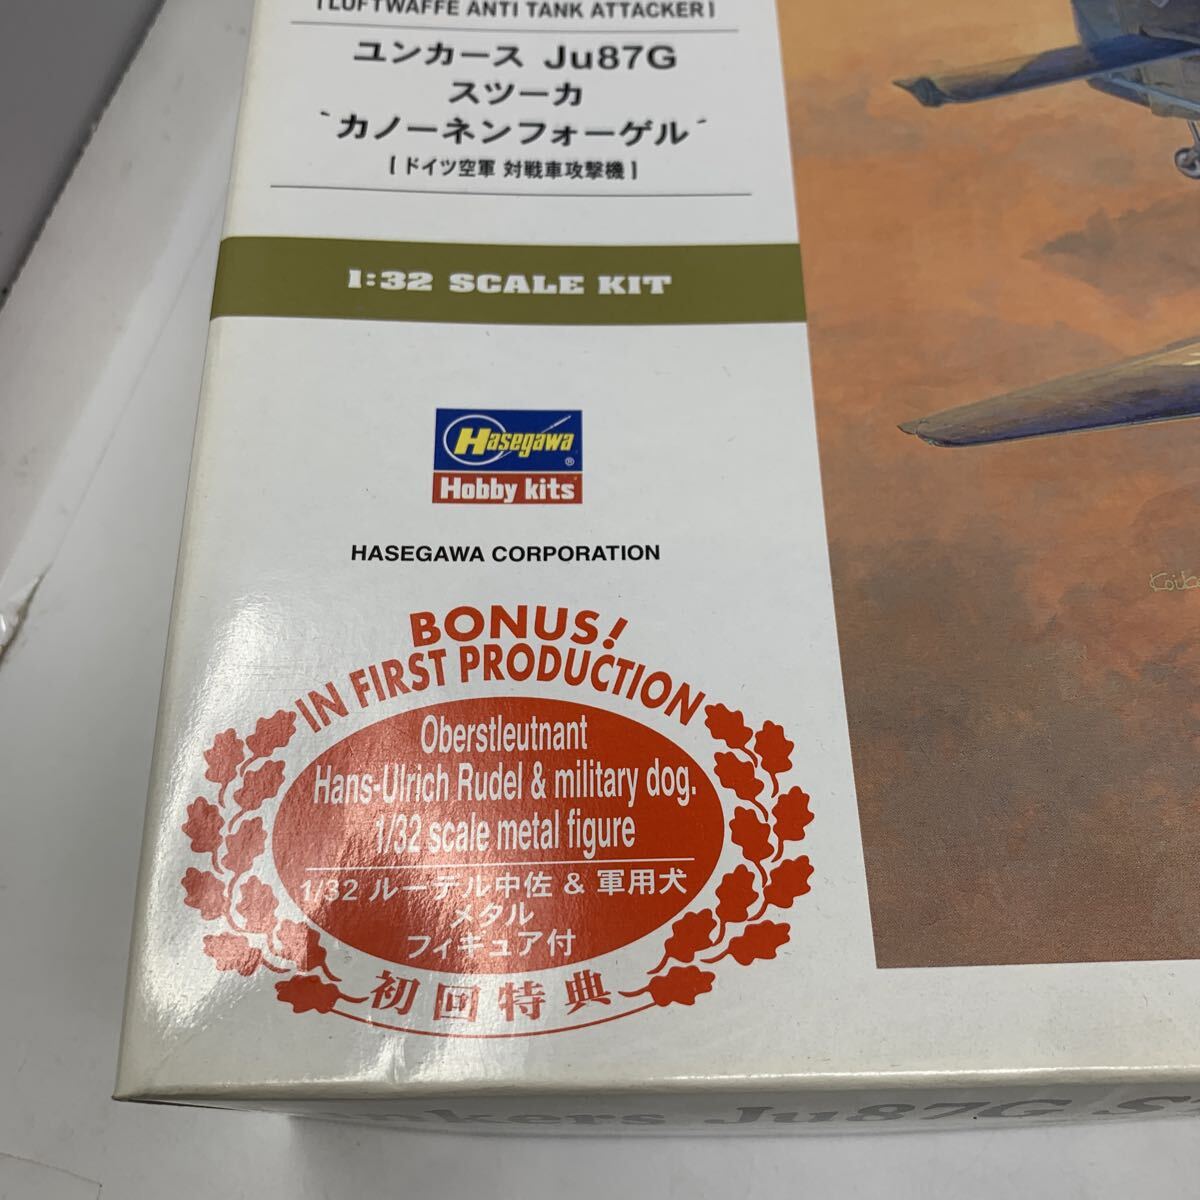 [LUFTWAFFE ANTI TANK ATTACKER]
ユンカース Ju87G
スツーカ
`カノーネンフォーゲル´
[ドイツ空軍 対戦車攻撃機]
1:32 SCALE KIT
Hasegawa®
Hobby kits
HASEGAWA CORPORATION
BONUS!
IN FIRST PRODUCTION
Oberstleutnant
Hans-Ulrich Rudel & military dog.
1/32 scale metal figure
1/32 ルーデル中佐 & 軍用犬
メタル
フィギュア付
初回特典
Ju87G